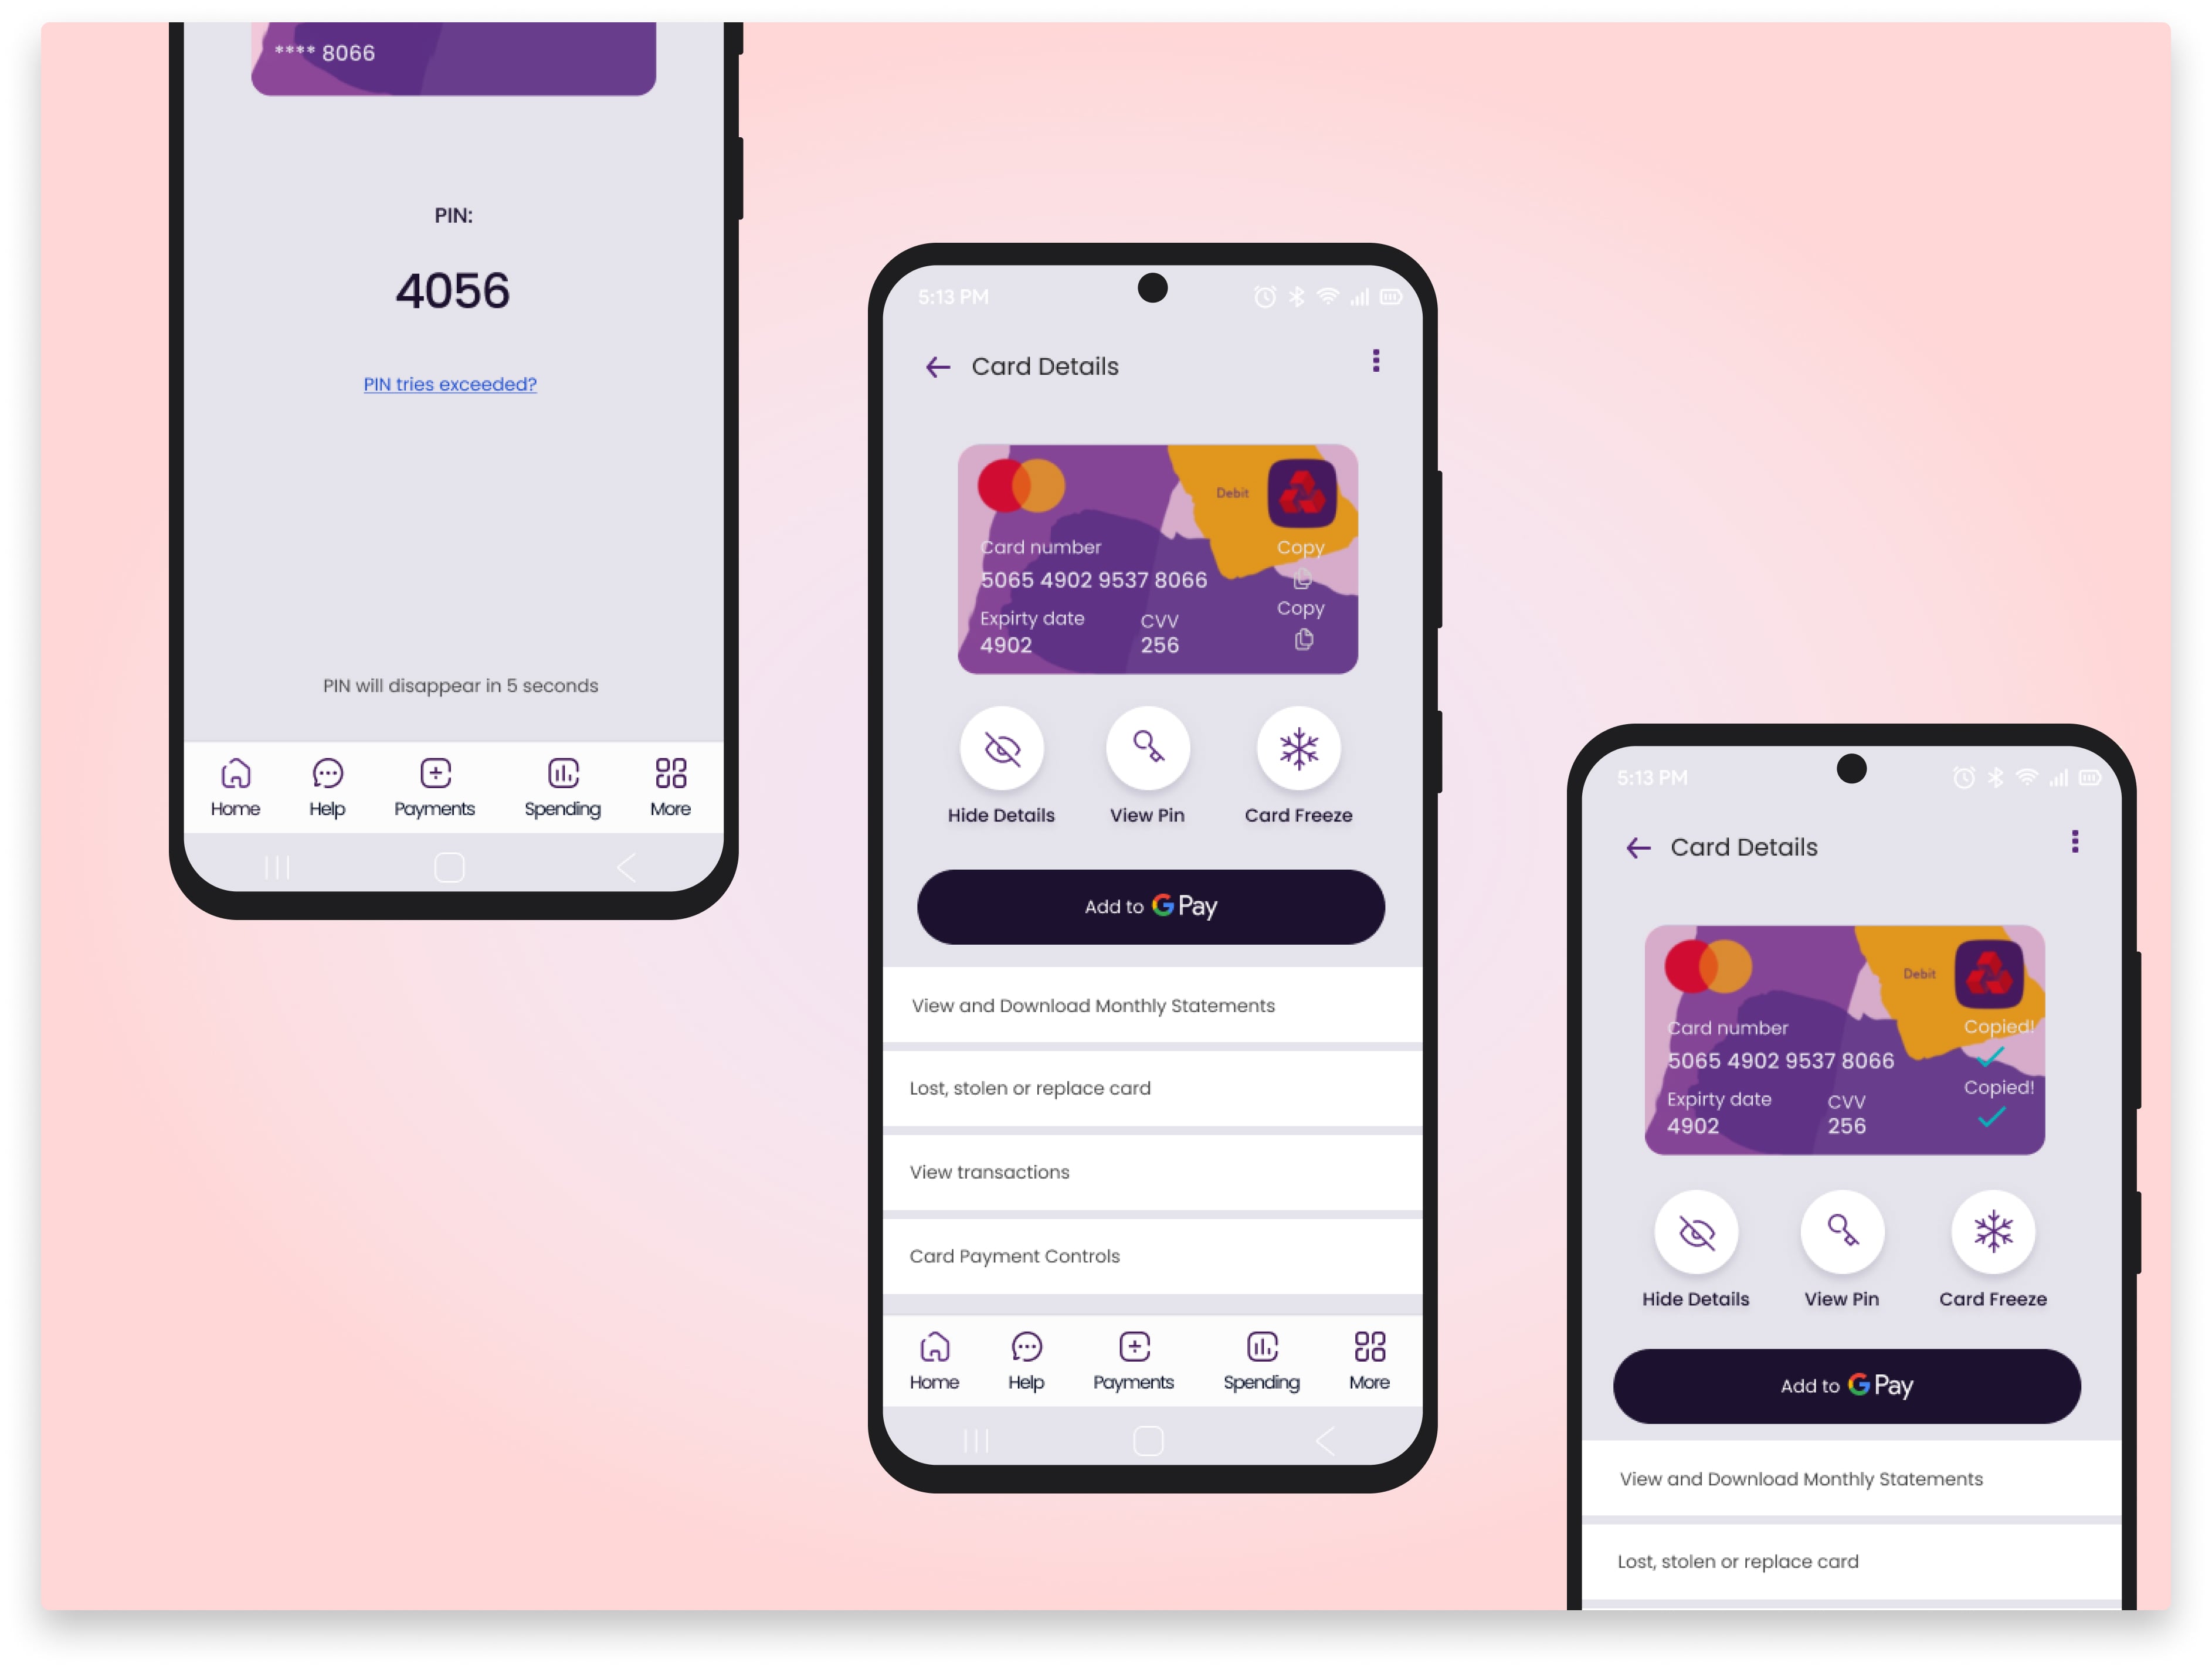 **** 8066
PIN:
4056
PIN tries exceeded?
PIN will disappear in 5 seconds
Home Help Payments Spending More
5:13 PM
Card Details
Debit
Card number Copy
5065 4902 9537 8066
Copy
Expirty date CVV
4902 256
Hide Details View Pin Card Freeze
Add to G Pay
View and Download Monthly Statements
Lost, stolen or replace card
View transactions
Card Payment Controls
Home Help Payments Spending More
5:13 PM
Card Details
Debit
Card number Copied!
5065 4902 9537 8066
Copied!
Expirty date CVV
4902 256
Hide Details View Pin Card Freeze
Add to G Pay
View and Download Monthly Statements
Lost, stolen or replace card